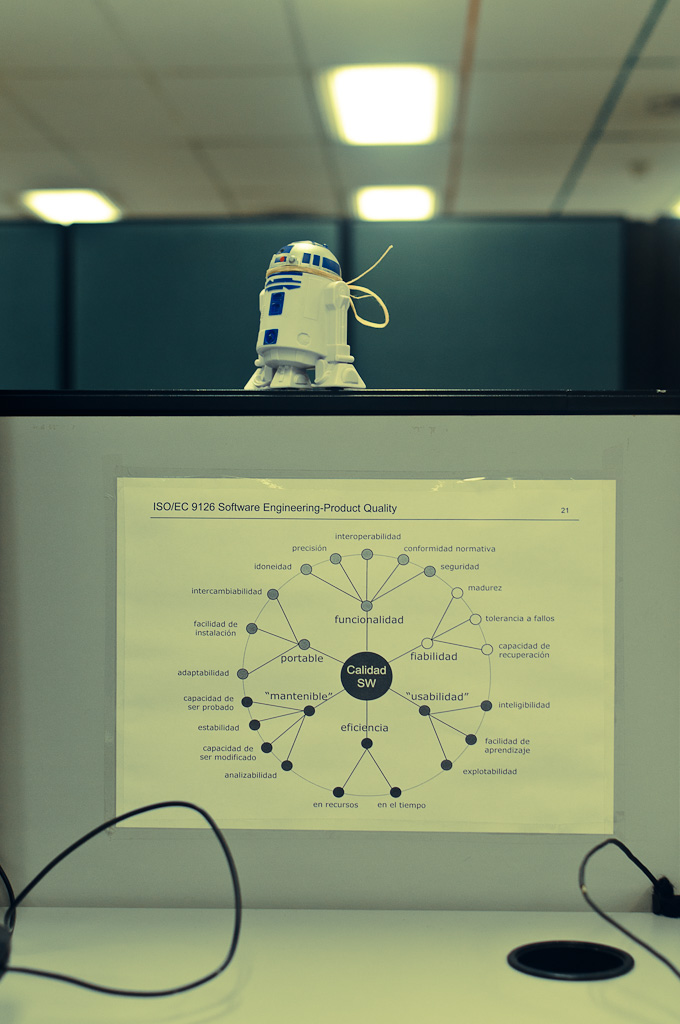 ISO/EC 9126 Software Engineering-Product Quality
21
interoperabilidad
precisión
conformidad normativa
idoneidad
seguridad
intercambiabilidad
madurez
funcionalidad
tolerancia a fallos
facilidad de
instalación
capacidad de
recuperación
portable
fiabilidad
adaptabilidad
Calidad
SW
capacidad de
ser probado
"mantenible"
"usabilidad"
inteligibilidad
estabilidad
eficiencia
facilidad de
aprendizaje
capacidad de
ser modificado
analizabilidad
explotabilidad
en recursos
en el tiempo